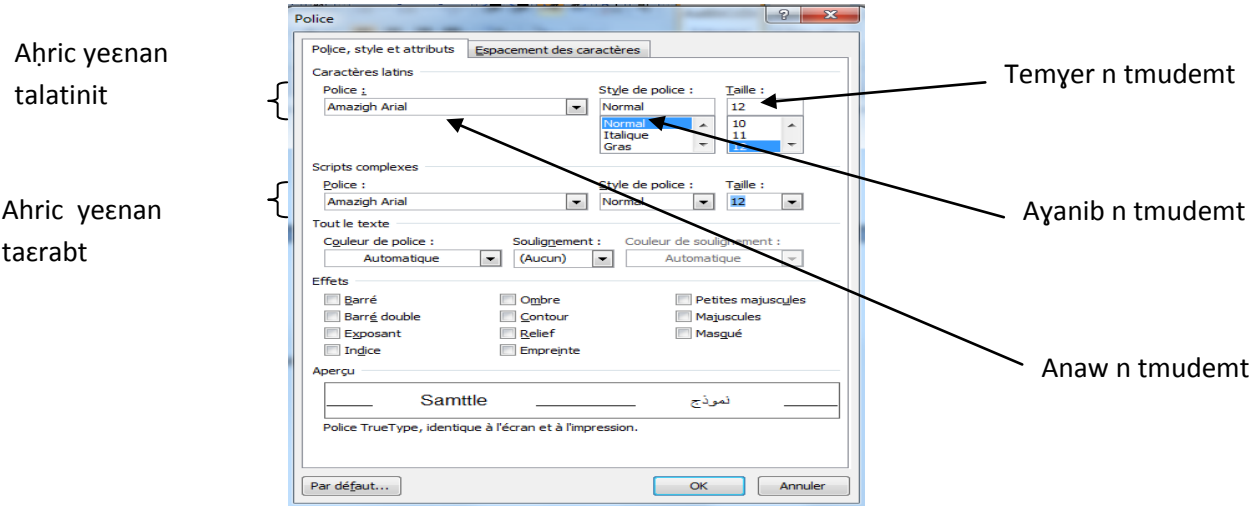 Police
Aḥric yeɛnan
talatinit
Ahric yeɛnan
taɛrabt
Police, style et attributs Espacement des caractères
Caractères latins
Police : Style de police : Taille :
Amazigh Arial Normal 12
Normal 10
Italique 11
Gras 12
Scripts complexes
Police : Style de police : Taille :
Amazigh Arial Normal 12
Tout le texte
Couleur de police : Soulignement : Couleur de soulignement :
Automatique (Aucun) Automatique
Effets
Barré Ombre Petites majuscules
Barré double Contour Majuscules
Exposant Relief Masqué
Indice Empreinte
Aperçu
Samttle نموذج
Police TrueType, identique à l'écran et à l'impression.
Par défaut... OK Annuler
Temɣer n tmudemt
Aɣanib n tmudemt
Anaw n tmudemt